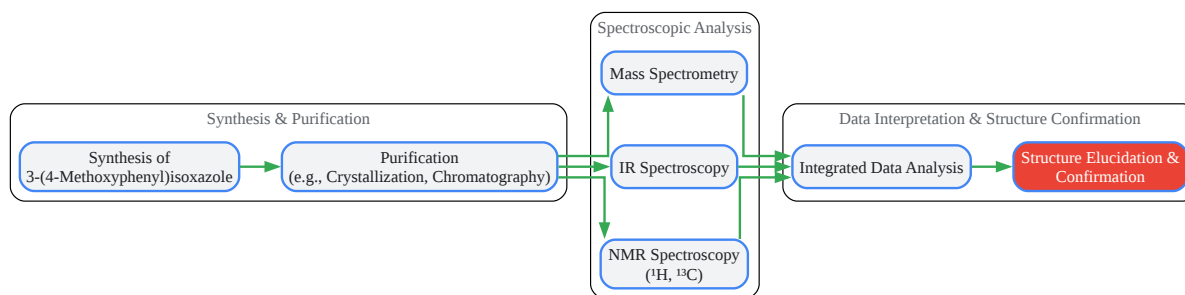 Spectroscopic Analysis
Mass Spectrometry
Synthesis & Purification
Data Interpretation & Structure Confirmation
Synthesis of
3-(4-Methoxyphenyl)isoxazole
Purification
(e.g., Crystallization, Chromatography)
IR Spectroscopy
Integrated Data Analysis
Structure Elucidation &
Confirmation
NMR Spectroscopy
(¹H, ¹³C)